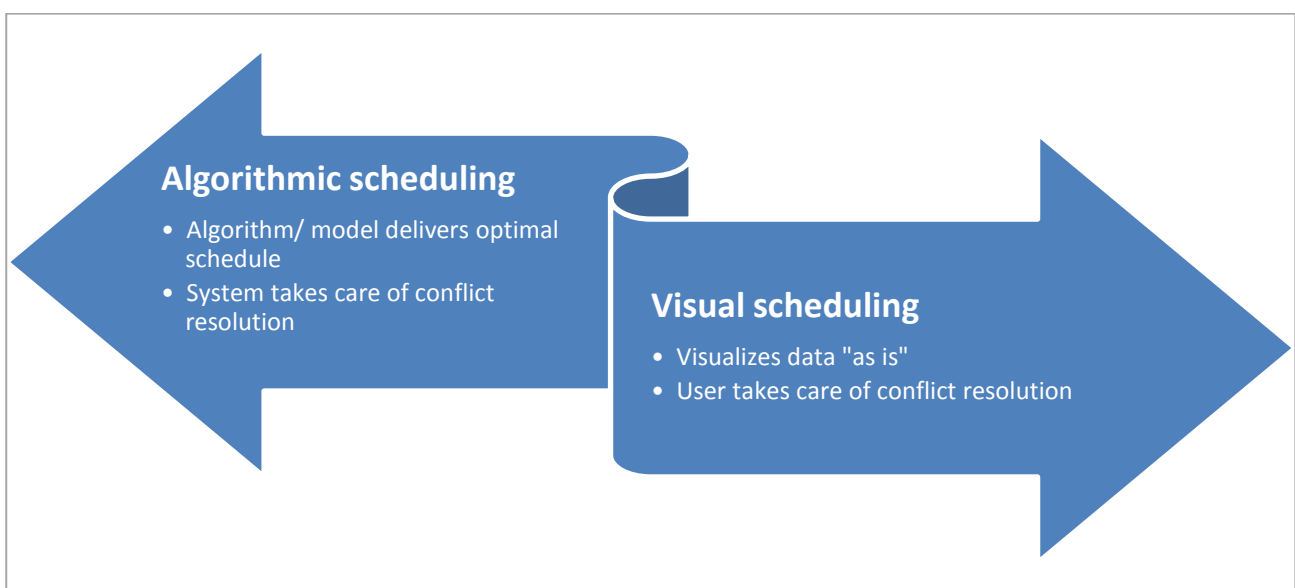 Algorithmic scheduling
• Algorithm/ model delivers optimal
schedule
• System takes care of conflict
resolution
Visual scheduling
• Visualizes data "as is"
• User takes care of conflict resolution